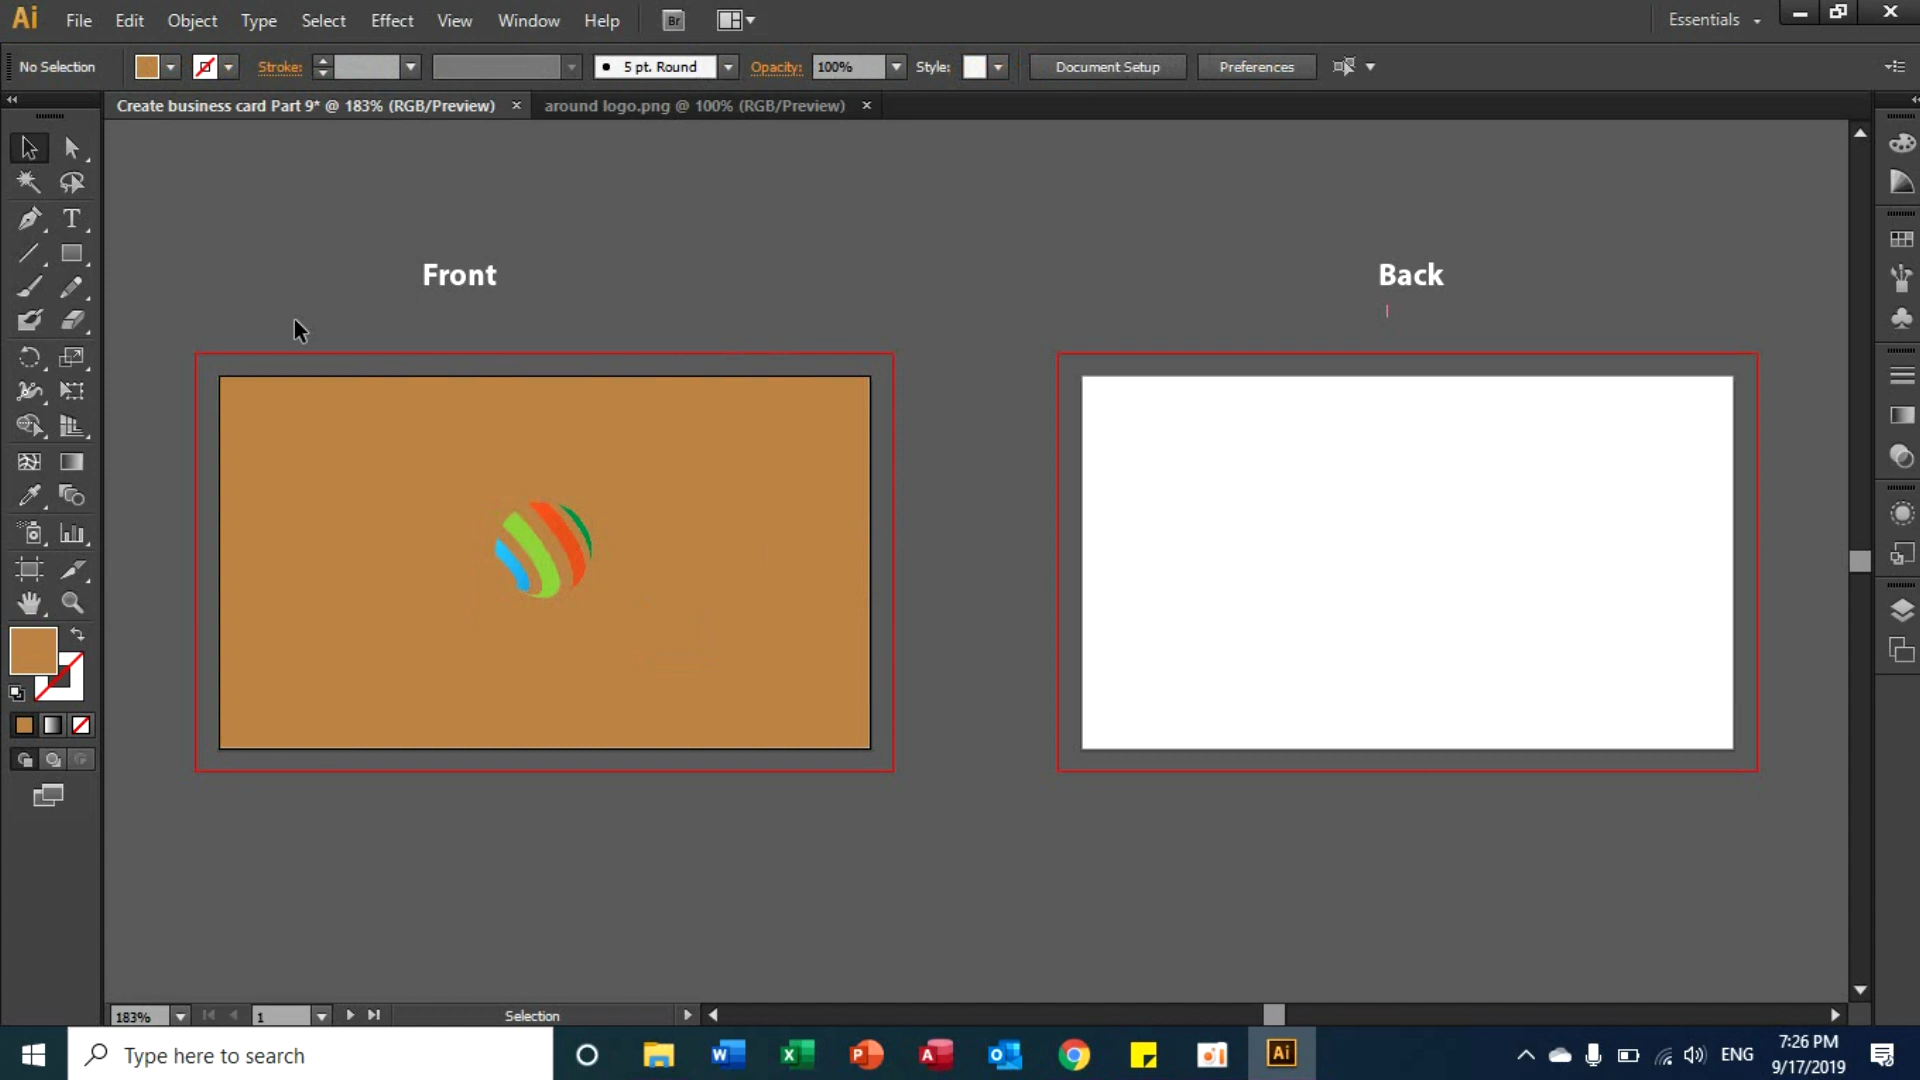 Ai File Edit Object Type Select Effect View Window Help Br Essentials
No Selection Stroke: 5 pt. Round Opacity: 100% Style: Document Setup Preferences
Create business card Part 9* @ 183% (RGB/Preview) around logo.png @ 100% (RGB/Preview)
T
Front Back
183% 1 Selection
Type here to search ENG 7:26 PM
9/17/2019